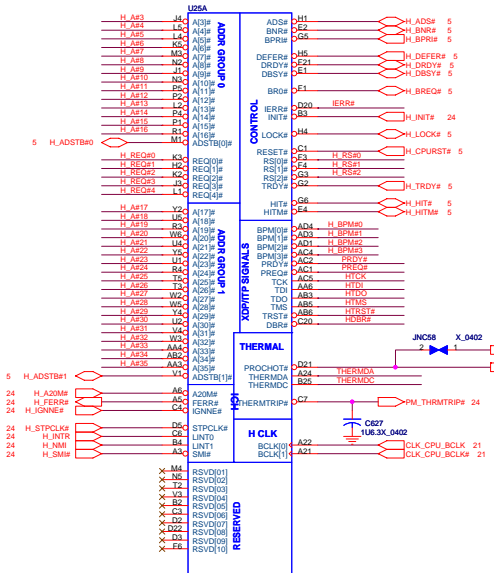 U25A
H_A#3 J4 A[3]#
H_A#4 L5 A[4]#
H_A#5 L4 A[5]#
H_A#6 K5 A[6]#
H_A#7 M3 A[7]#
H_A#8 N2 A[8]#
H_A#9 J1 A[9]#
H_A#10 N3 A[10]#
H_A#11 P5 A[11]#
H_A#12 P2 A[12]#
H_A#13 L2 A[13]#
H_A#14 P4 A[14]#
H_A#15 P1 A[15]#
H_A#16 R1 A[16]#
5 H_ADSTB#0 M1 ADSTB[0]#
ADDR GROUP 0
H_REQ#0 K3 REQ[0]#
H_REQ#1 H2 REQ[1]#
H_REQ#2 K2 REQ[2]#
H_REQ#3 J3 REQ[3]#
H_REQ#4 L1 REQ[4]#
H_A#17 Y2 A[17]#
H_A#18 U5 A[18]#
H_A#19 R3 A[19]#
H_A#20 W6 A[20]#
H_A#21 U4 A[21]#
H_A#22 Y5 A[22]#
H_A#23 U1 A[23]#
H_A#24 R4 A[24]#
H_A#25 T5 A[25]#
H_A#26 T3 A[26]#
H_A#27 W2 A[27]#
H_A#28 W5 A[28]#
H_A#29 Y4 A[29]#
H_A#30 U2 A[30]#
H_A#31 V4 A[31]#
H_A#32 W3 A[32]#
H_A#33 AA4 A[33]#
H_A#34 AB2 A[34]#
H_A#35 AA3 A[35]#
5 H_ADSTB#1 V1 ADSTB[1]#
ADDR GROUP 1
24 H_A20M# A6 A20M#
24 H_FERR# A5 FERR#
24 H_IGNNE# C4 IGNNE#
24 H_STPCLK# D5 STPCLK#
24 H_INTR C6 LINT0
24 H_NMI B4 LINT1
24 H_SMI# A3 SMI#
M4 RSVD[01]
N5 RSVD[02]
T2 RSVD[03]
V3 RSVD[04]
B2 RSVD[05]
C3 RSVD[06]
D2 RSVD[07]
D22 RSVD[08]
D3 RSVD[09]
F6 RSVD[10]
RESERVED
ADS# H1 H_ADS# 5
BNR# E2 H_BNR# 5
BPRI# G5 H_BPRI# 5
DEFER# H5 H_DEFER# 5
DRDY# F21 H_DRDY# 5
DBSY# E1 H_DBSY# 5
BR0# F1 H_BREQ# 5
IERR# D20 IERR#
INIT# B3 H_INIT# 24
LOCK# H4 H_LOCK# 5
RESET# C1 H_CPURST# 5
RS[0]# F3 H_RS#0
RS[1]# F4 H_RS#1
RS[2]# G3 H_RS#2
TRDY# G2 H_TRDY# 5
HIT# G6 H_HIT# 5
HITM# E4 H_HITM# 5
CONTROL
BPM[0]# AD4 H_BPM#0
BPM[1]# AD3 H_BPM#1
BPM[2]# AD1 H_BPM#2
BPM[3]# AC4 H_BPM#3
PRDY# AC2 PRDY#
PREQ# AC1 PREQ#
TCK AC5 HTCK
TDI AA6 HTDI
TDO AB3 HTDO
TMS AB5 HTMS
TRST# AB6 HTRST#
DBR# C20 HDBR#
XDP/ITP SIGNALS
THERMAL
JNC58 X_0402
2 1
PROCHOT# D21
THERMDA A24 THERMDA
THERMDC B25 THERMDC
THERMTRIP# C7 PM_THRMTRIP# 24
C627
1U6.3X_0402
H CLK
BCLK[0] A22 CLK_CPU_BCLK 21
BCLK[1] A21 CLK_CPU_BCLK# 21